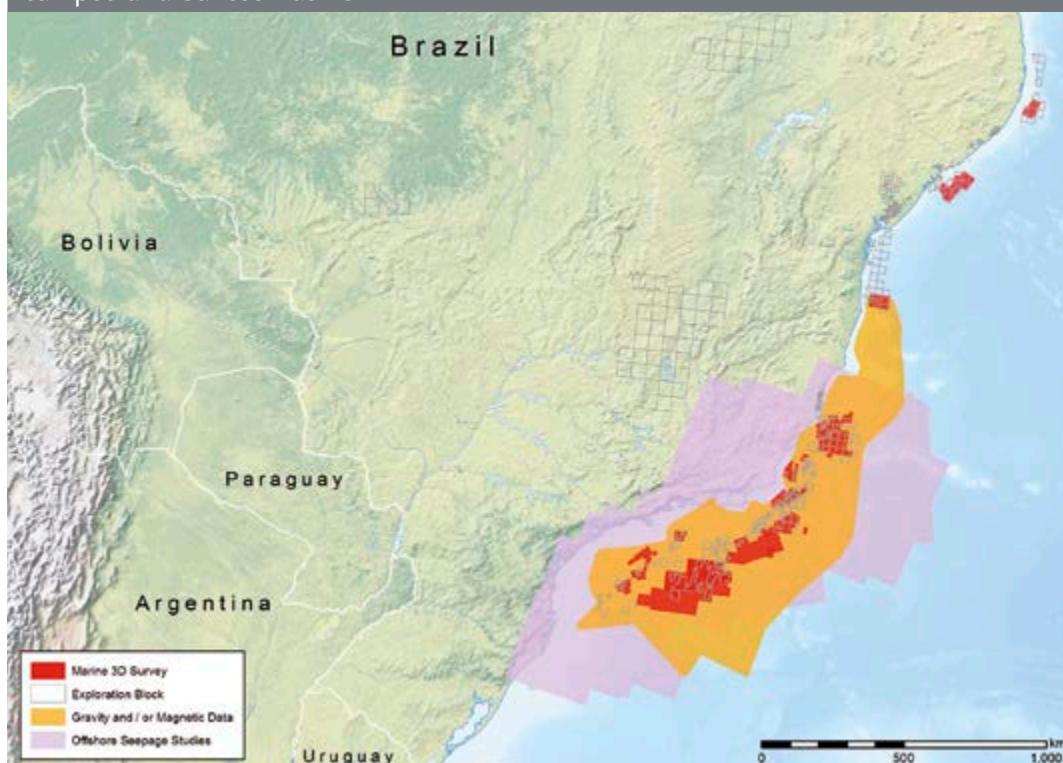 Brazil
Bolivia
Paraguay
Argentina
Uruguay
Marine 3D Survey
Exploration Block
Gravity and / or Magnetic Data
Offshore Seepage Studies
km
0 500 1,000